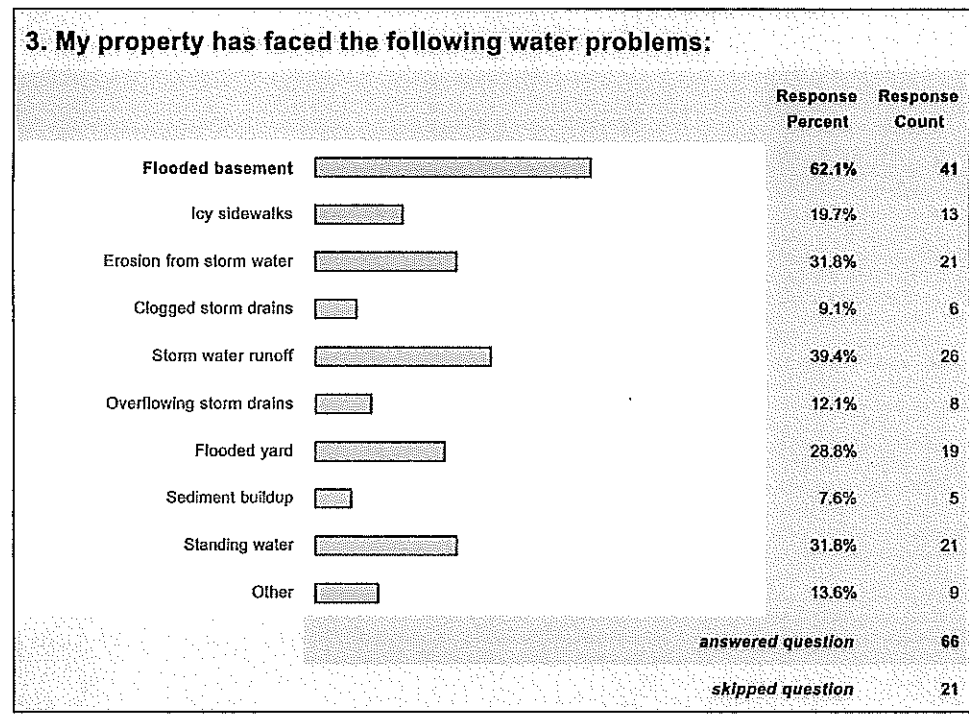 3. My property has faced the following water problems:
Response Percent Response Count
Flooded basement 62.1% 41
Icy sidewalks 19.7% 13
Erosion from storm water 31.8% 21
Clogged storm drains 9.1% 6
Storm water runoff 39.4% 26
Overflowing storm drains 12.1% 8
Flooded yard 28.8% 19
Sediment buildup 7.6% 5
Standing water 31.8% 21
Other 13.6% 9
answered question 66
skipped question 21